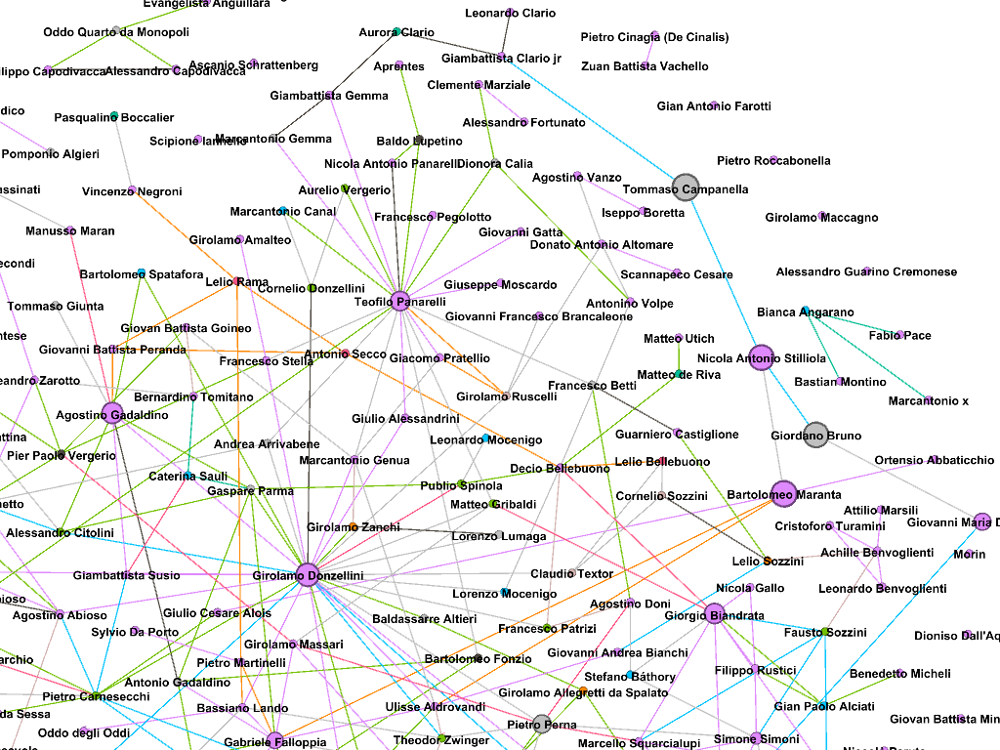 Evangelista Anguillara
Leonardo Clario
Oddo Quarto da Monopoli
Aurora Clario
Pietro Cinagia (De Cinalis)
Giambattista Clario jr
Ascanio Schrattenberg
Aprentes
Zuan Battista Vachello
ilippo Capodivacca
Alessandro Capodivacca
Clemente Marziale
Giambattista Gemma
Gian Antonio Farotti
dico
Pasqualino Boccalier
Alessandro Fortunato
Scipione Iannello
Marcantonio Gemma
Baldo Lupetino
Pomponio Algieri
Nicola Antonio Panarelli
Dionora Calia
Pietro Roccabonella
Agostino Vanzo
assinati
Vincenzo Negroni
Aurelio Vergerio
Tommaso Campanella
Marcantonio Canal
Francesco Pegolotto
Iseppo Boretta
Girolamo Maccagno
Manusso Maran
Girolamo Amalteo
Giovanni Gatta
Donato Antonio Altomare
econdi
Bartolomeo Spatafora
Lelio Rama
Cornelio Donzellini
Giuseppe Moscardo
Scannapeco Cesare
Alessandro Guarino Cremonese
Tommaso Giunta
Teofilo Panarelli
Antonino Volpe
Giovanni Francesco Brancaleone
Bianca Angarano
ntese
Giovan Battista Goineo
Matteo Utich
Fabio Pace
Giovanni Battista Peranda
Francesco Stella
Antonio Secco
Giacomo Pratellio
Nicola Antonio Stilliola
eandro Zarotto
Matteo de Riva
Bastian Montino
Bernardino Tomitano
Girolamo Ruscelli
Francesco Betti
Marcantonio x
Agostino Gadaldino
Giulio Alessandrini
ttina
Andrea Arrivabene
Leonardo Mocenigo
Guarniero Castiglione
Giordano Bruno
Pier Paolo Vergerio
Marcantonio Genua
Decio Bellebuono
Lelio Bellebuono
Ortensio Abbaticchio
Caterina Sauli
Gaspare Parma
Publio Spinola
Cornelio Sozzini
Bartolomeo Maranta
netto
Matteo Gribaldi
Attilio Marsili
Alessandro Citolini
Girolamo Zanchi
Lorenzo Lumaga
Cristoforo Turamini
Giovanni Maria D
Giambattista Susio
Girolamo Donzellini
Claudio Textor
Lelio Sozzini
Achille Benvoglienti
Morin
oioso
Lorenzo Mocenigo
Nicola Gallo
Leonardo Benvoglienti
Agostino Abioso
Giulio Cesare Alois
Baldassarre Altieri
Agostino Doni
Giorgio Biandrata
Sylvio Da Porto
Girolamo Massari
Francesco Patrizi
Fausto Sozzini
Dionisio Dall'Aq
archio
Pietro Martinelli
Bartolomeo Fonzio
Giovanni Andrea Bianchi
Antonio Gadaldino
Stefano Báthory
Filippo Rustici
Benedetto Micheli
Pietro Carnesecchi
Girolamo Allegretti da Spalato
da Sessa
Bassiano Lando
Ulisse Aldrovandi
Gian Paolo Alciati
Oddo degli Oddi
Pietro Perna
Giovan Battista Min
Gabriele Falloppia
Theodor Zwinger
Marcello Squarcialupi
Simone Simoni